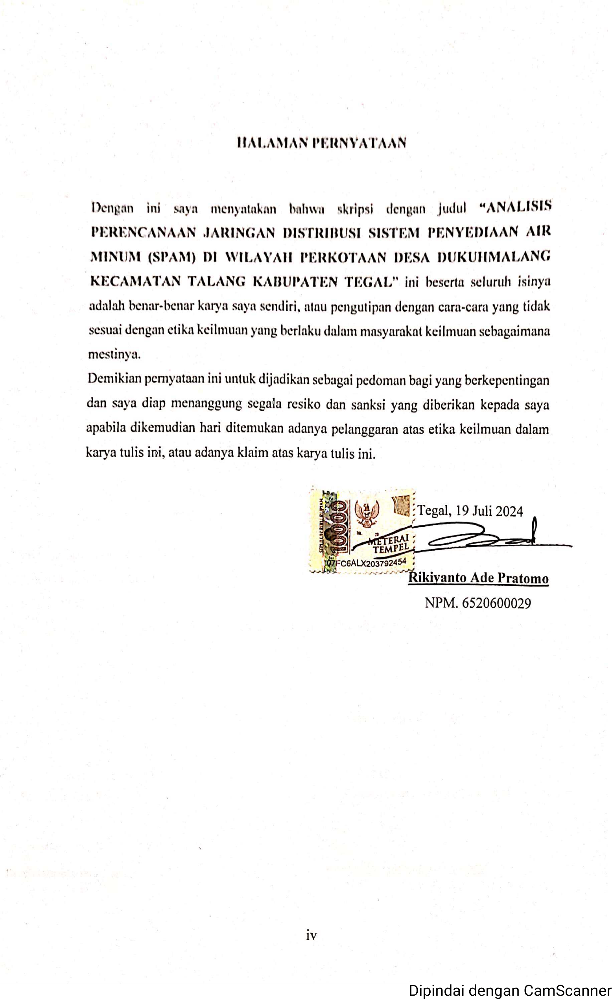 HALAMAN PERNYATAAN
Dengan ini saya menyatakan bahwa skripsi dengan judul “ANALISIS
PERENCANAAN JARINGAN DISTRIBUSI SISTEM PENYEDIAAN AIR
MINUM (SPAM) DI WILAYAH PERKOTAAN DESA DUKUHMALANG
KECAMATAN TALANG KABUPATEN TEGAL” ini beserta seluruh isinya
adalah benar-benar karya saya sendiri, atau pengutipan dengan cara-cara yang tidak
sesuai dengan etika keilmuan yang berlaku dalam masyarakat keilmuan sebagaimana
mestinya.
Demikian pernyataan ini untuk dijadikan sebagai pedoman bagi yang berkepentingan
dan saya diap menanggung segala resiko dan sanksi yang diberikan kepada saya
apabila dikemudian hari ditemukan adanya pelanggaran atas etika keilmuan dalam
karya tulis ini, atau adanya klaim atas karya tulis ini.
SEPULUH RIBU RUPIAH
10000
TGL. 20
METERAI
TEMPEL
07FC6ALX203792454
Tegal, 19 Juli 2024
Rikiyanto Ade Pratomo
NPM. 6520600029
iv
Dipindai dengan CamScanner